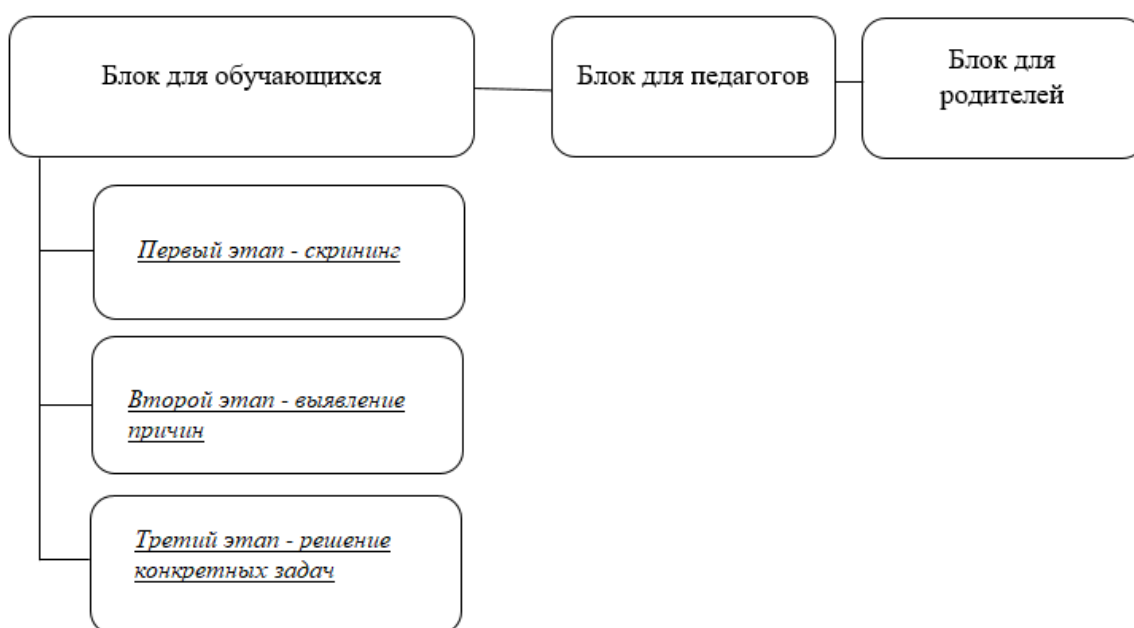 Блок для обучающихся
Блок для педагогов
Блок для
родителей
Первый этап - скрининг
Второй этап - выявление
причин
Третий этап - решение
конкретных задач